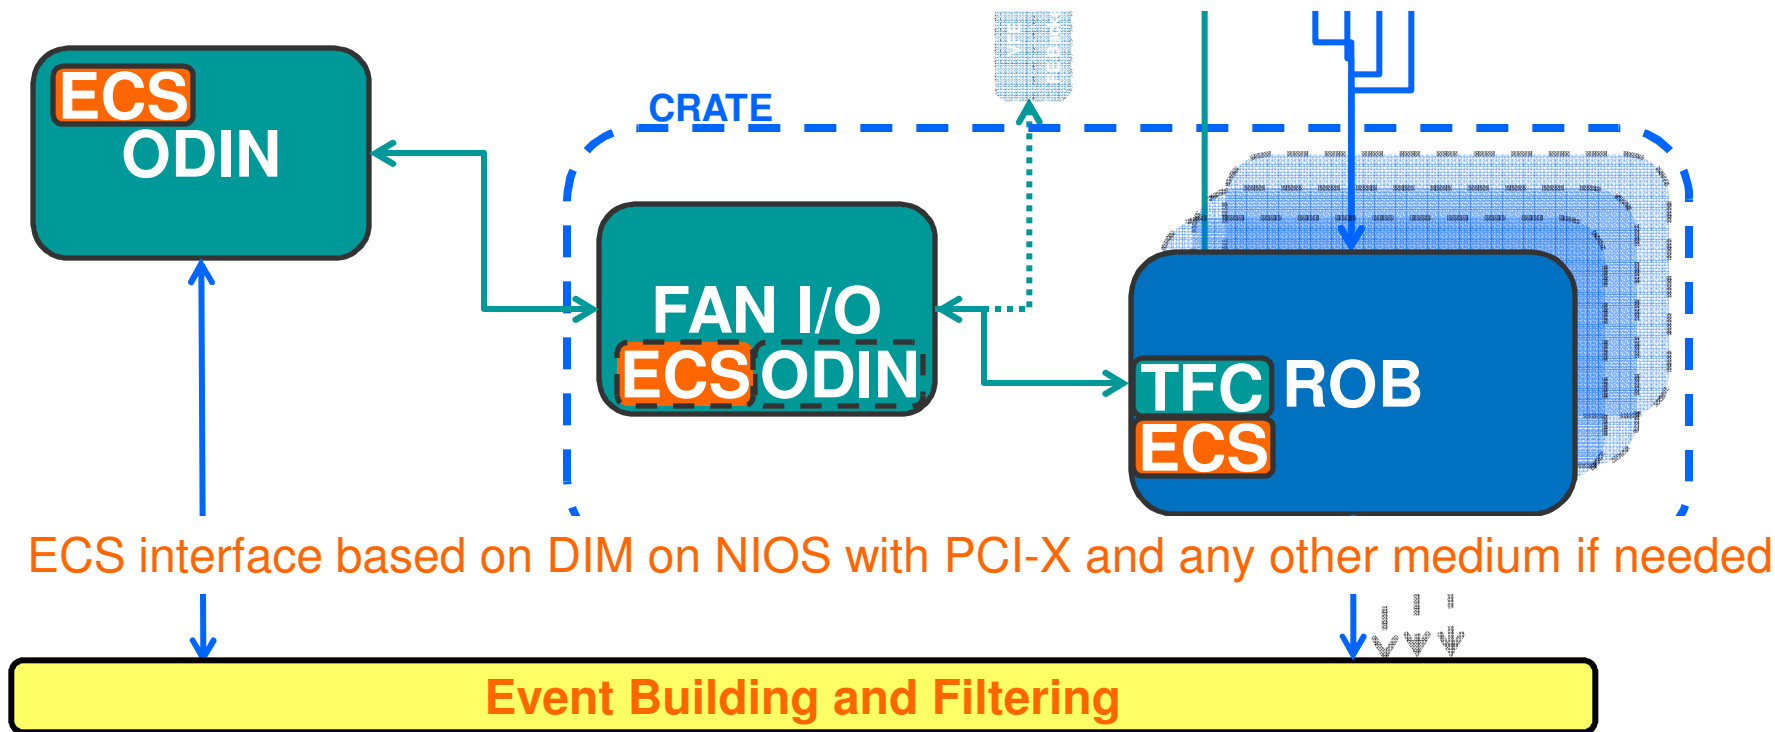 ECS
ODIN
CRATE
FAN I/O
ECS ODIN
TFC ROB
ECS
ECS interface based on DIM on NIOS with PCI-X and any other medium if needed
Event Building and Filtering